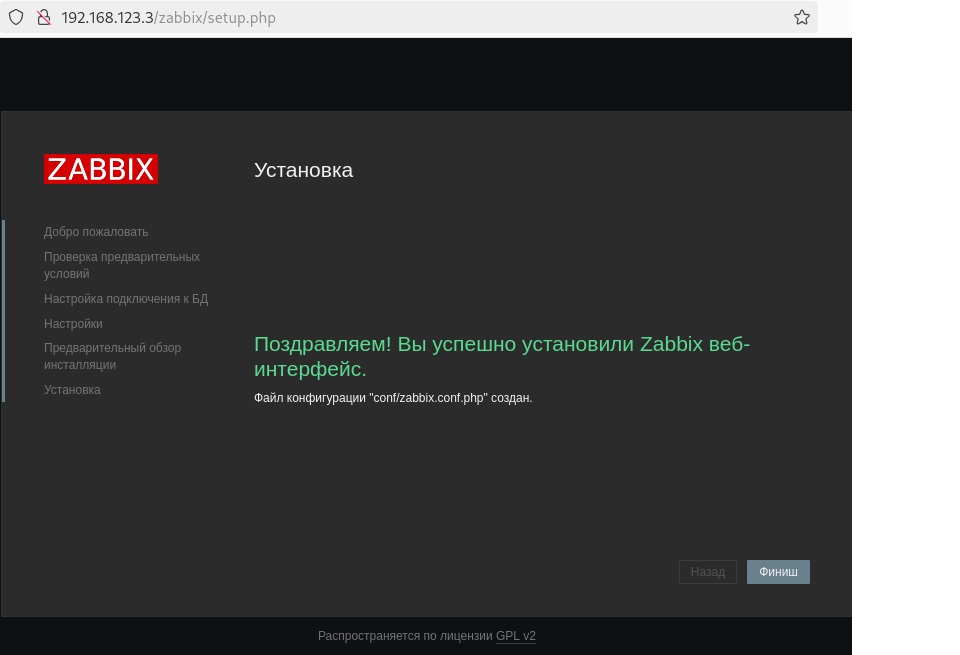 192.168.123.3/zabbix/setup.php
ZABBIX
Установка
Добро пожаловать
Проверка предварительных
условий
Настройка подключения к БД
Настройки
Предварительный обзор
инсталляции
Установка
Поздравляем! Вы успешно установили Zabbix веб-
интерфейс.
Файл конфигурации "conf/zabbix.conf.php" создан.
Назад
Финиш
Распространяется по лицензии GPL v2